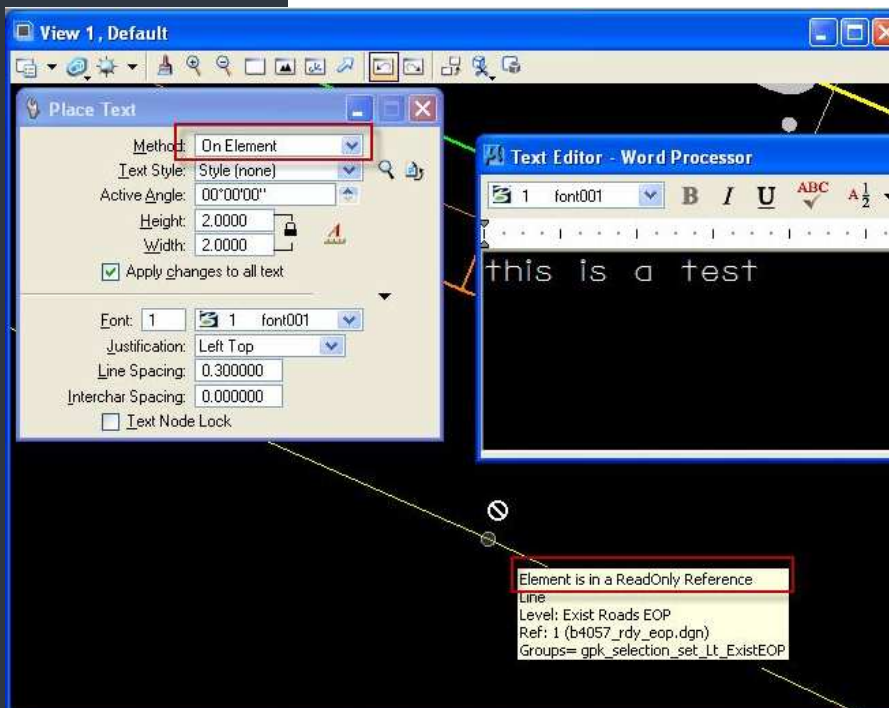 View 1, Default
Place Text
Method: On Element
Text Style: Style (none)
Active Angle: 00°00'00"
Height: 2.0000
Width: 2.0000
Apply changes to all text
Font: 1 1 font001
Justification: Left Top
Line Spacing: 0.300000
Interchar Spacing: 0.000000
Text Node Lock
Text Editor - Word Processor
1 font001 B I U ABC A 1/2
this is a test
Element is in a ReadOnly Reference
Line
Level: Exist Roads EOP
Ref: 1 (b4057_rdy_eop.dgn)
Groups= gpk_selection_set_Lt_ExistEOP